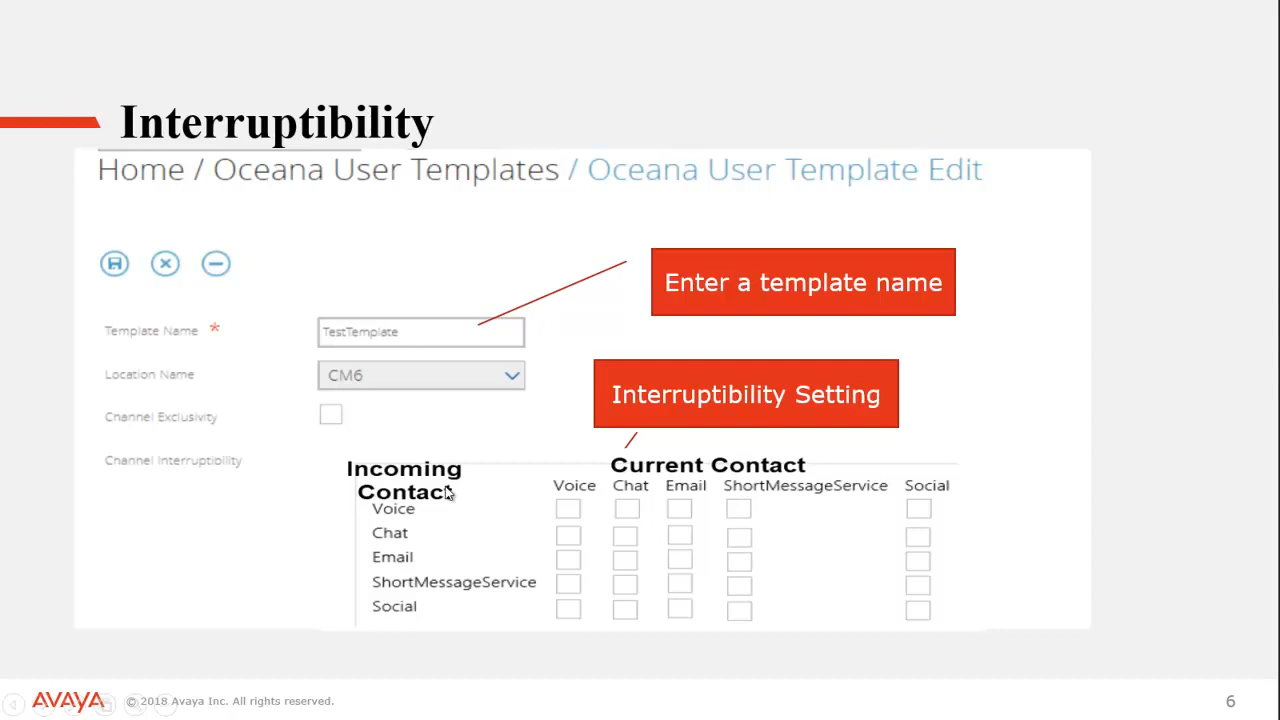 Interruptibility
Home / Oceana User Templates / Oceana User Template Edit
Enter a template name
Template Name *
TestTemplate
Location Name
CM6
Interruptibility Setting
Channel Exclusivity
Channel Interruptibility
Incoming
Contact
Current Contact
Voice Chat Email ShortMessageService Social
Voice
Chat
Email
ShortMessageService
Social
AVAYA
© 2018 Avaya Inc. All rights reserved.
6